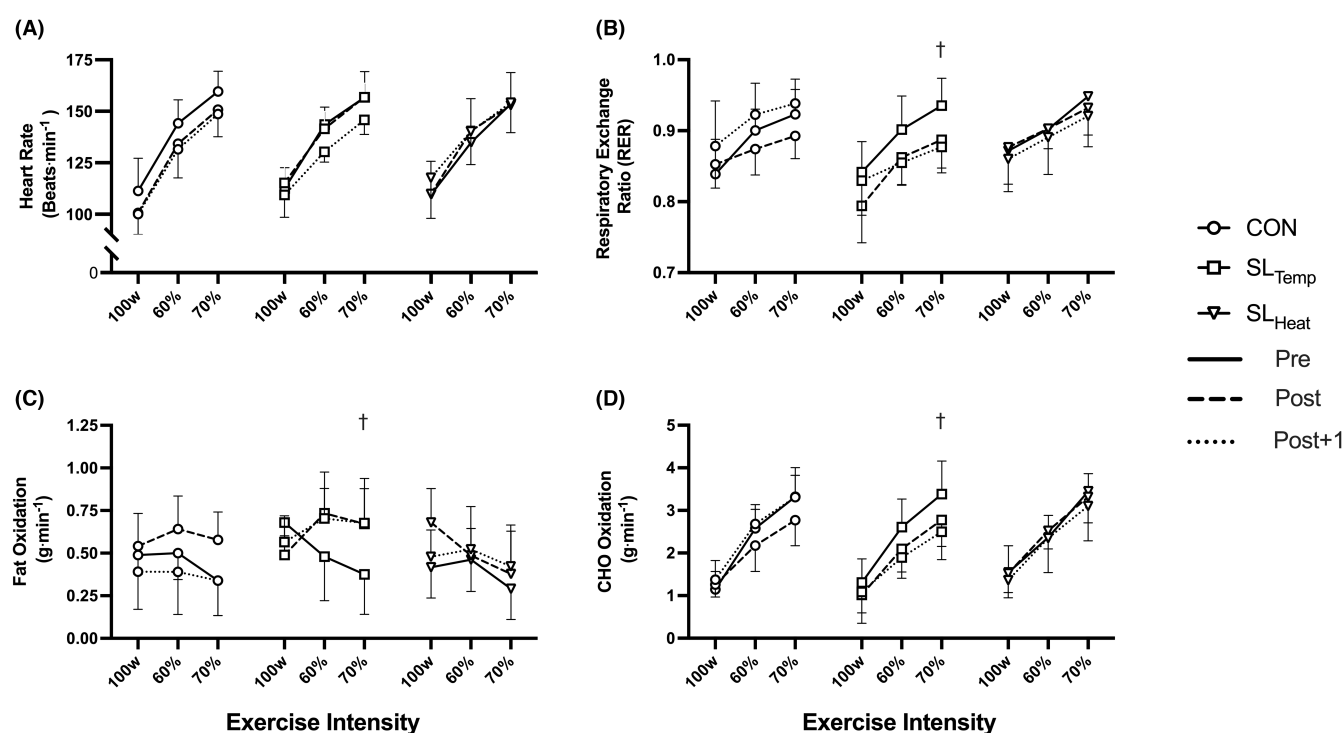 (A)
Heart Rate
(Beats·min⁻¹)
175
150
125
100
0
100w 60% 70% 100w 60% 70% 100w 60% 70%
(B)
†
Respiratory Exchange
Ratio (RER)
1.0
0.9
0.8
0.7
100w 60% 70% 100w 60% 70% 100w 60% 70%
(C)
†
Fat Oxidation
(g·min⁻¹)
1.25
1.00
0.75
0.50
0.25
0.00
100w 60% 70% 100w 60% 70% 100w 60% 70%
Exercise Intensity
(D)
†
CHO Oxidation
(g·min⁻¹)
5
4
3
2
1
0
100w 60% 70% 100w 60% 70% 100w 60% 70%
Exercise Intensity
CON
SL Temp
SL Heat
Pre
Post
Post+1